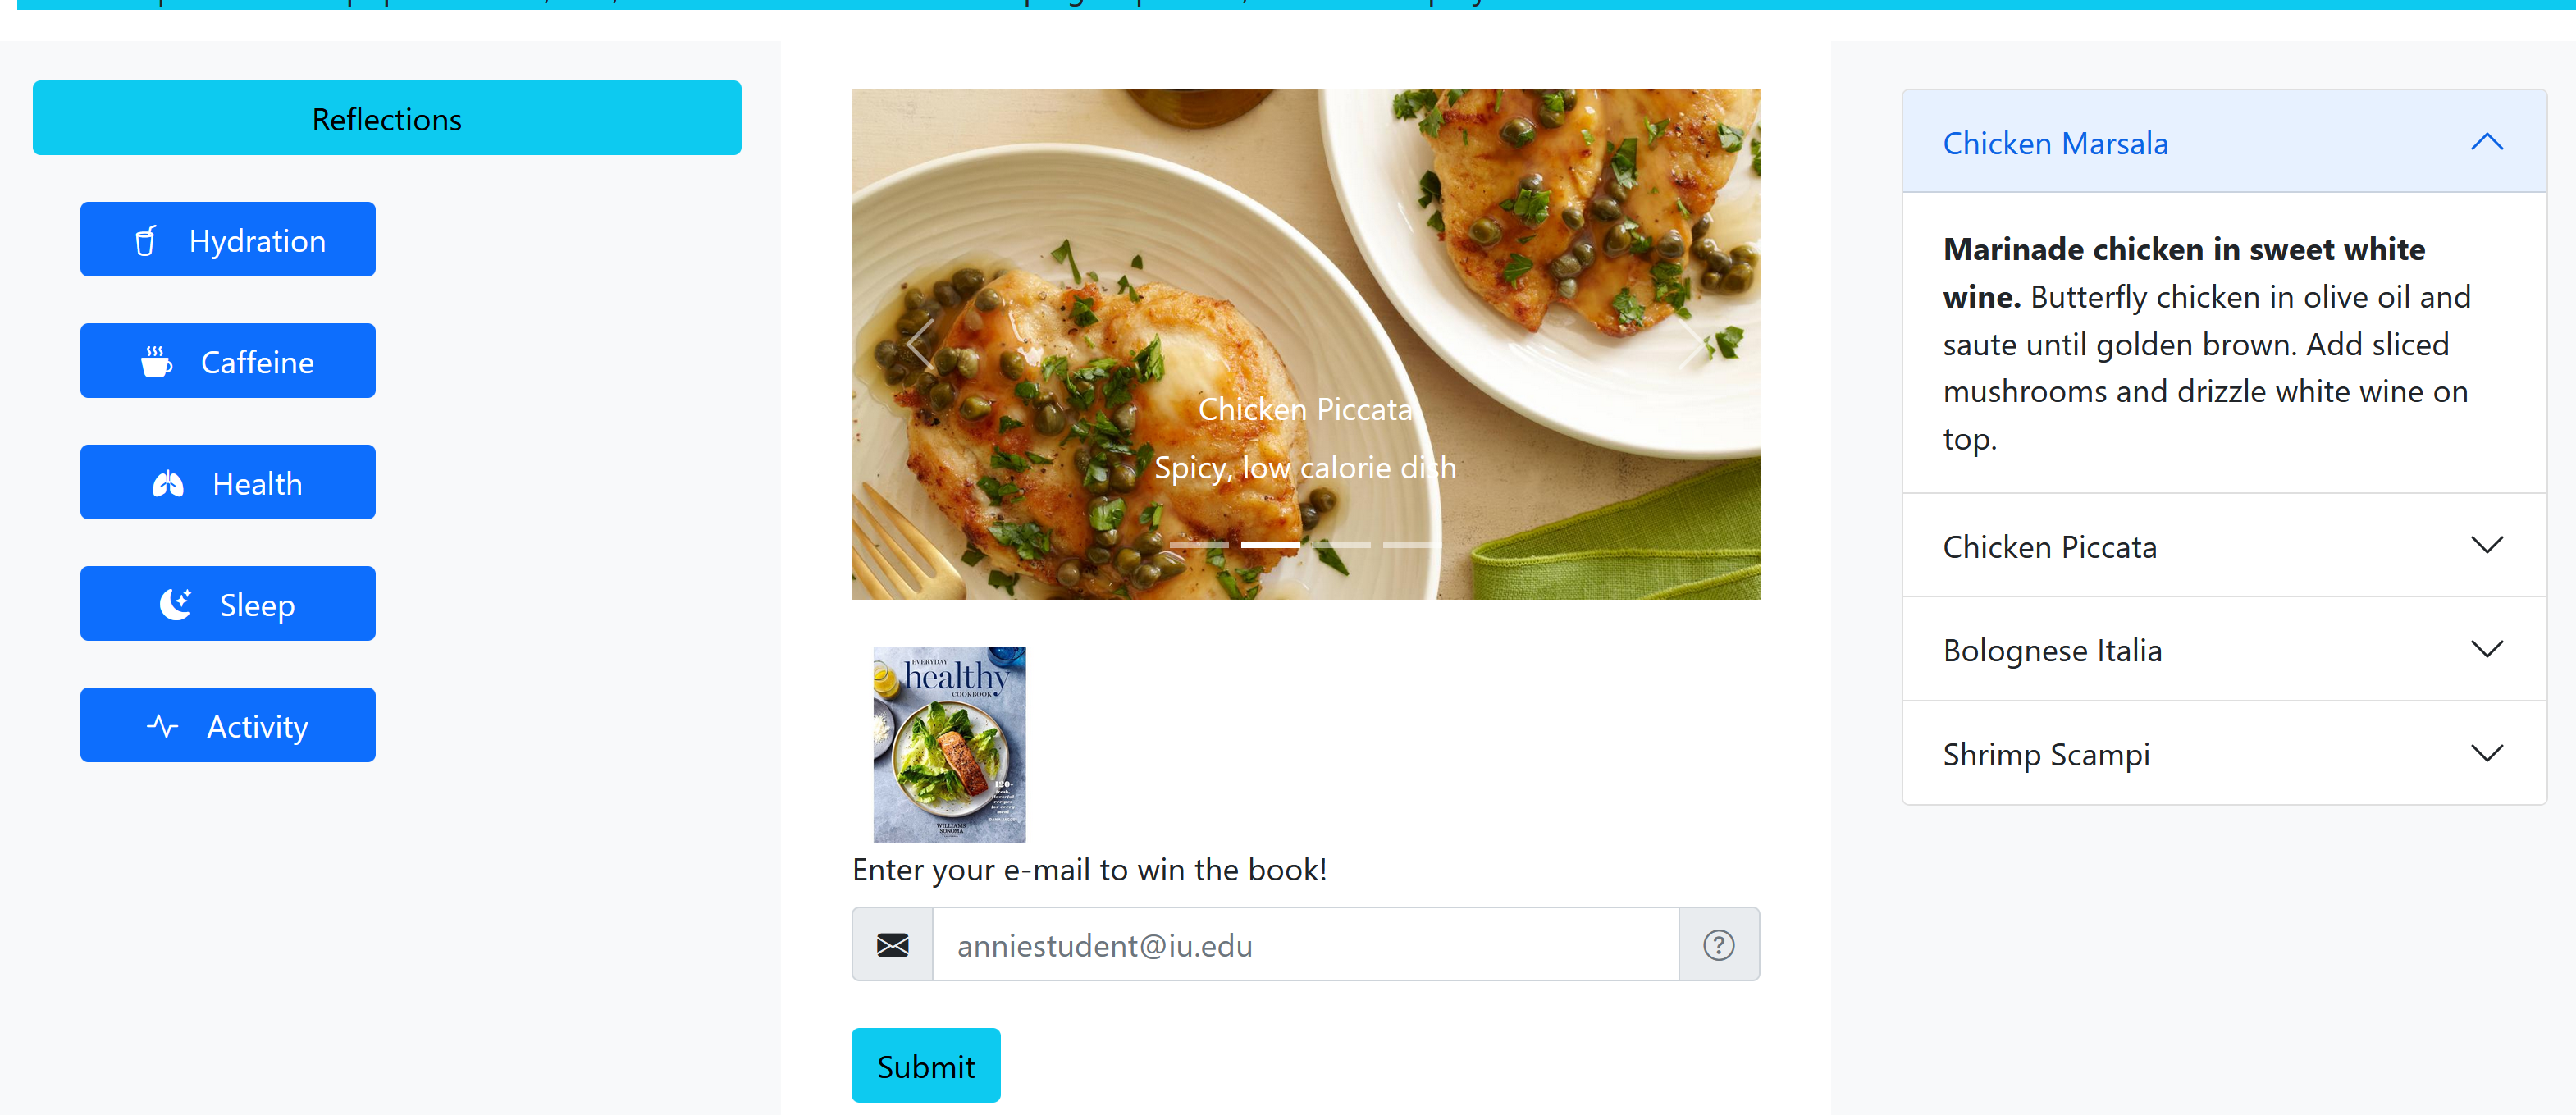 Reflections
Hydration
Caffeine
Health
Sleep
Activity
Chicken Piccata
Spicy, low calorie dish
EVERYDAY
healthy
COOKBOOK
120+
WILLIAMS
SONOMA
Enter your e-mail to win the book!
anniestudent@iu.edu
Submit
Chicken Marsala
Marinade chicken in sweet white
wine. Butterfly chicken in olive oil and
saute until golden brown. Add sliced
mushrooms and drizzle white wine on
top.
Chicken Piccata
Bolognese Italia
Shrimp Scampi